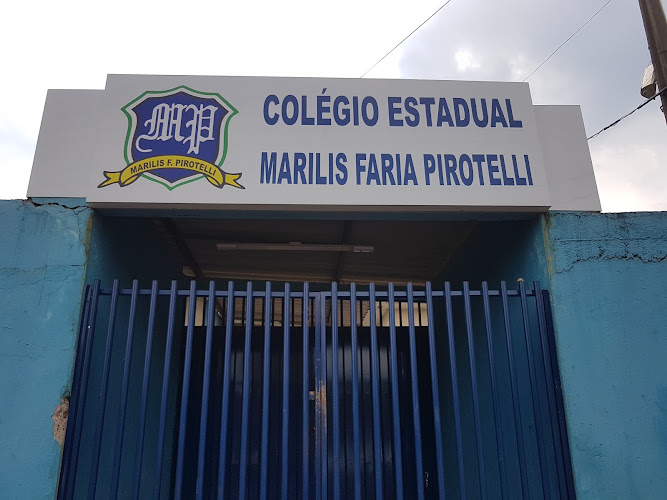 MP
MARILIS F. PIROTELLI
COLÉGIO ESTADUAL
MARILIS FARIA PIROTELLI